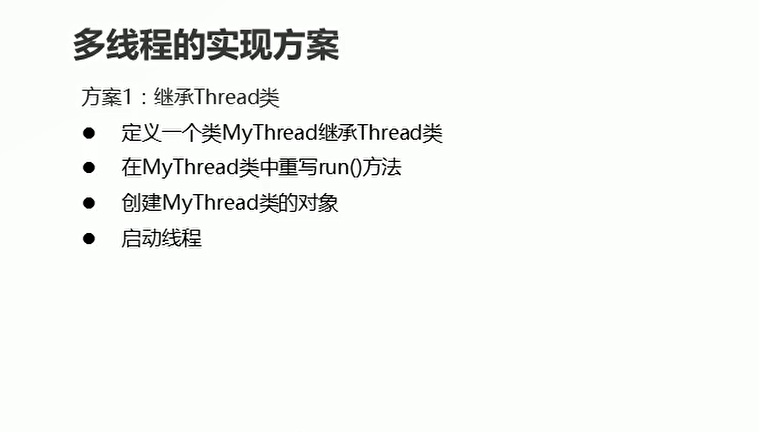 多线程的实现方案
方案1：继承Thread类
● 定义一个类MyThread继承Thread类
● 在MyThread类中重写run()方法
● 创建MyThread类的对象
● 启动线程